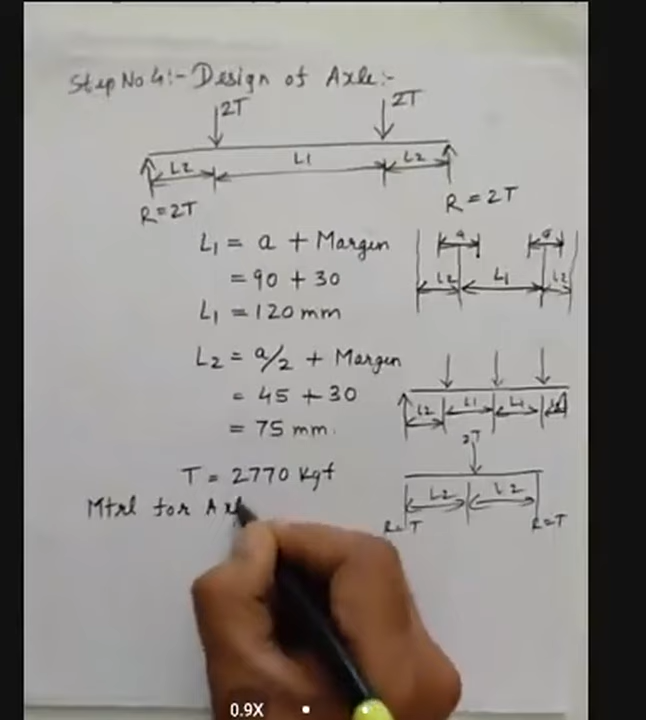 Step No 4:- Design of Axle:-
2T 2T
L2 L1 L2
R = 2T R = 2T
L1 = a + Margin
= 90 + 30
L1 = 120 mm
a a
L2 L1 L2
L2 = a/2 + Margin
= 45 + 30
= 75 mm.
L2 L1 L1
2T
L2 L2
R = T R = T
T = 2770 Kgf
Mtrl for Ax
0.9X